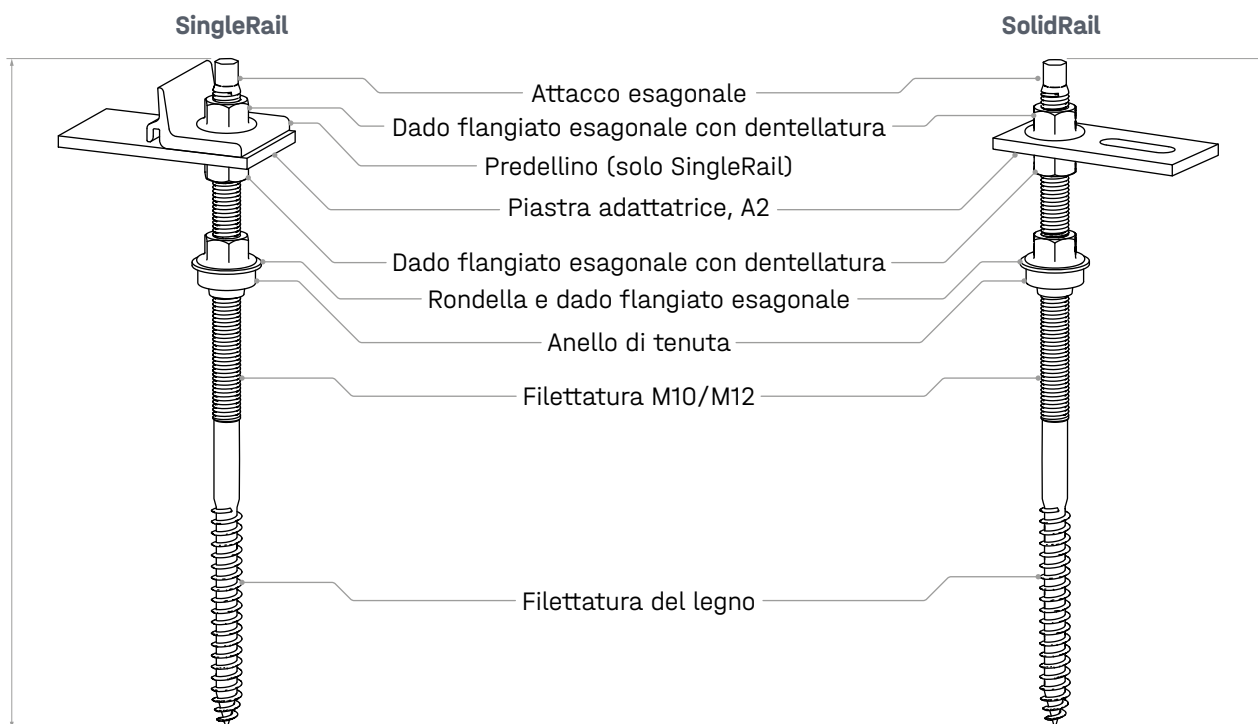 SingleRail
SolidRail
Attacco esagonale
Dado flangiato esagonale con dentellatura
Predellino (solo SingleRail)
Piastra adattatrice, A2
Dado flangiato esagonale con dentellatura
Rondella e dado flangiato esagonale
Anello di tenuta
Filettatura M10/M12
Filettatura del legno